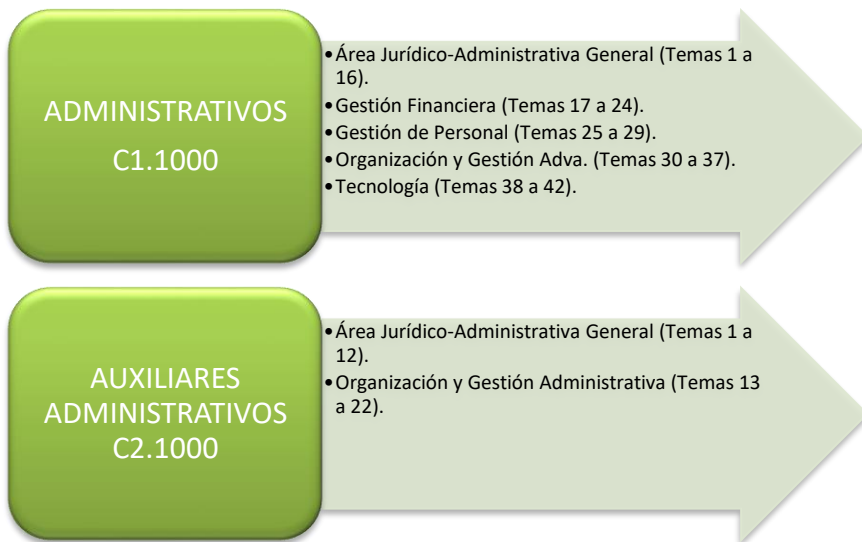 ADMINISTRATIVOS
C1.1000
•Área Jurídico-Administrativa General (Temas 1 a
16).
•Gestión Financiera (Temas 17 a 24).
•Gestión de Personal (Temas 25 a 29).
•Organización y Gestión Adva. (Temas 30 a 37).
•Tecnología (Temas 38 a 42).
AUXILIARES
ADMINISTRATIVOS
C2.1000
•Área Jurídico-Administrativa General (Temas 1 a
12).
•Organización y Gestión Administrativa (Temas 13
a 22).